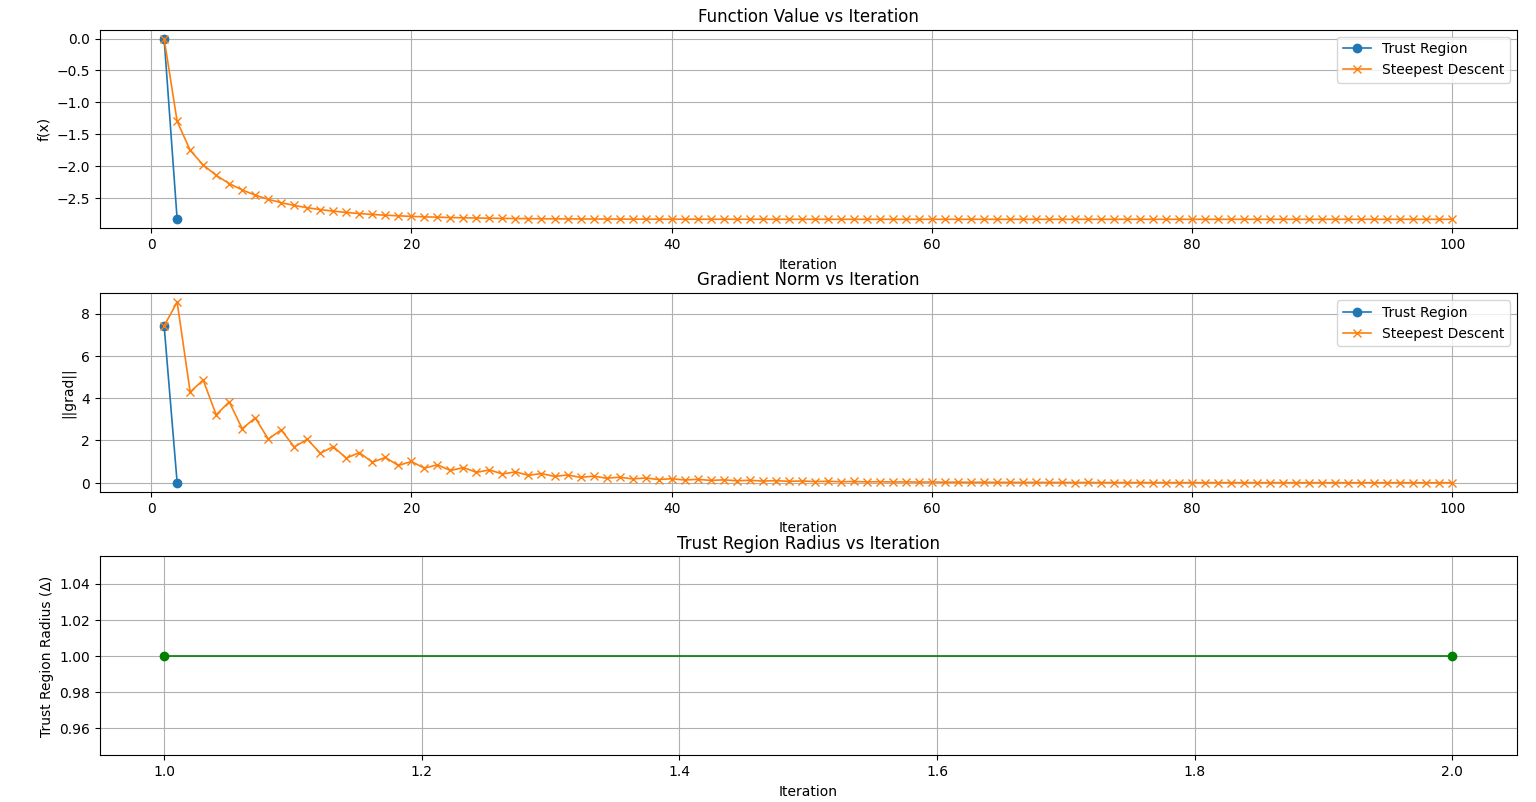 Function Value vs Iteration
0.0
−0.5
−1.0
−1.5
−2.0
−2.5
f(x)
Trust Region
Steepest Descent
0 20 40 60 80 100
Iteration
Gradient Norm vs Iteration
8
6
4
2
0
||grad||
Trust Region
Steepest Descent
0 20 40 60 80 100
Iteration
Trust Region Radius vs Iteration
1.04
1.02
1.00
0.98
0.96
Trust Region Radius (Δ)
1.0 1.2 1.4 1.6 1.8 2.0
Iteration